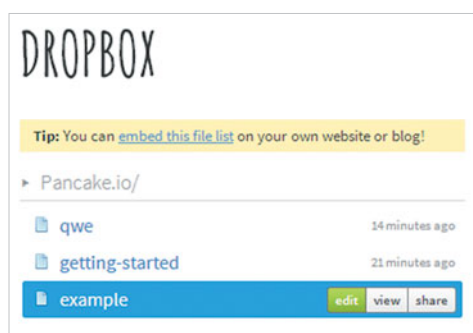 DROPBOX
Tip: You can embed this file list on your own website or blog!
Pancake.io/
qwe 14 minutes ago
getting-started 21 minutes ago
example edit view share